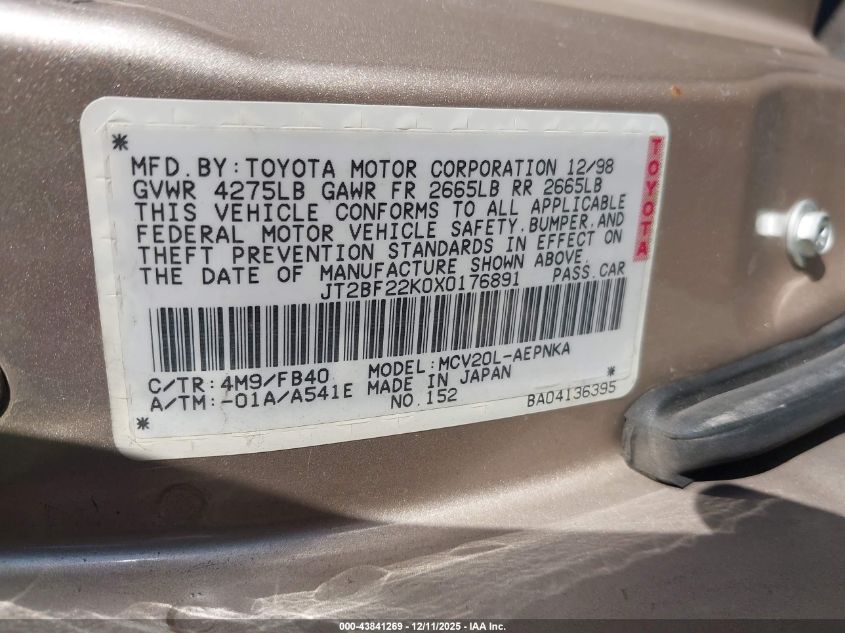 MFD.BY:TOYOTA MOTOR CORPORATION 12/98
GVWR 4275LB GAWR FR 2665LB RR 2665LB
THIS VEHICLE CONFORMS TO ALL APPLICABLE
FEDERAL MOTOR VEHICLE SAFETY,BUMPER,AND
THEFT PREVENTION STANDARDS IN EFFECT ON
THE DATE OF MANUFACTURE SHOWN ABOVE.
JT2BF22K0X0176891 PASS.CAR
C/TR:4M9/FB40 MODEL:MCV20L-AEPNKA
A/TM:-01A/A541E MADE IN JAPAN
NO.152 BA04136395
TOYOTA
000-43841269 - 12/11/2025 - IAA Inc.